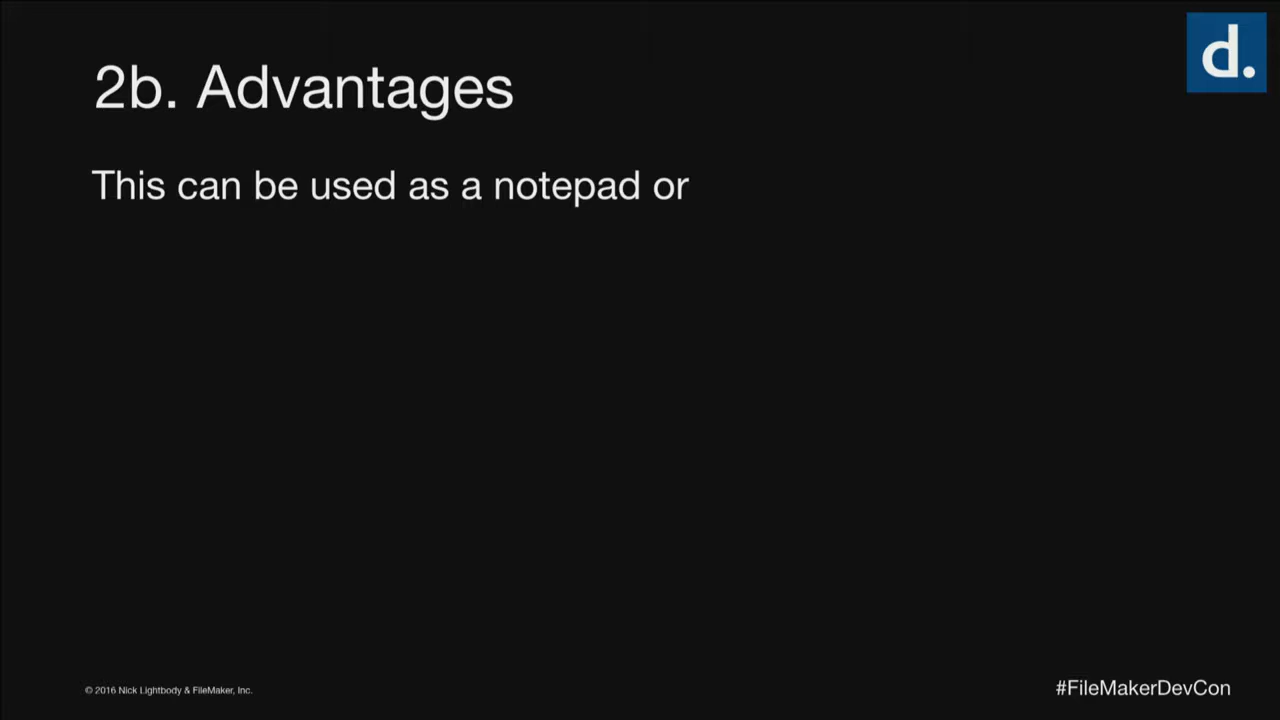 d.
2b. Advantages
This can be used as a notepad or
© 2016 Nick Lightbody & FileMaker, Inc.
#FileMakerDevCon